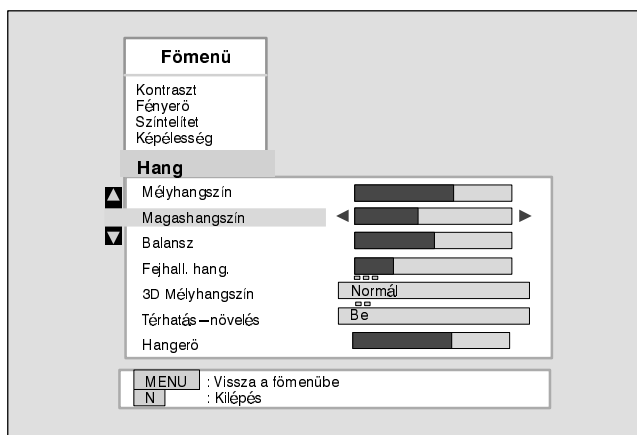 Fömenü
Kontraszt
Fényerö
Színtelítet
Képélesség
Hang
Mélyhangszín
Magashangszín
Balansz
Fejhall. hang.
3D Mélyhangszín Normál
Térhatás—növelés Be
Hangerö
MENU : Vissza a fömenübe
N : Kilépés